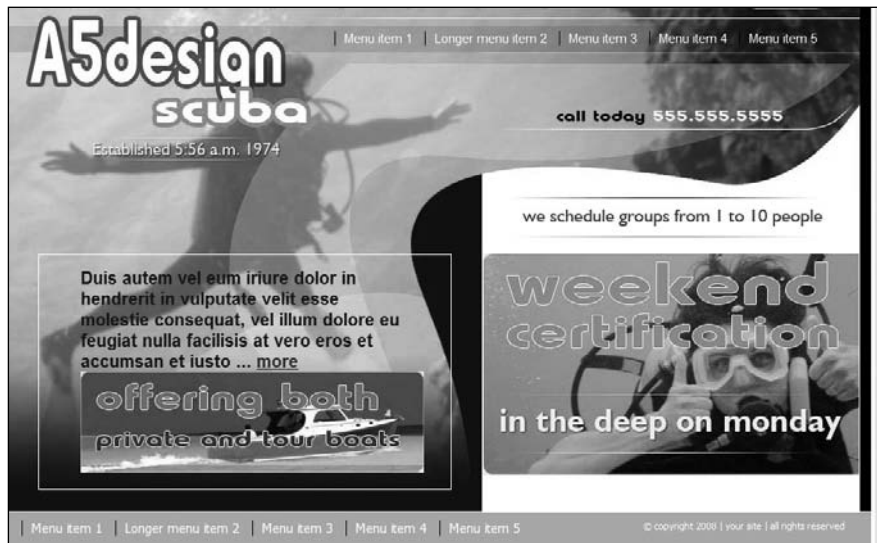 A5design
scuba
Established 5:56 a.m. 1974
Menu item 1 Longer menu item 2 Menu item 3 Menu item 4 Menu item 5
call today 555.555.5555
we schedule groups from 1 to 10 people
Duis autem vel eum iriure dolor in
hendrerit in vulputate velit esse
molestie consequat, vel illum dolore eu
feugiat nulla facilisis at vero eros et
accumsan et iusto ... more
offering both
private and tour boats
weekend
certification
in the deep on monday
Menu item 1 Longer menu item 2 Menu item 3 Menu item 4 Menu item 5
© copyright 2008 | your site | all rights reserved